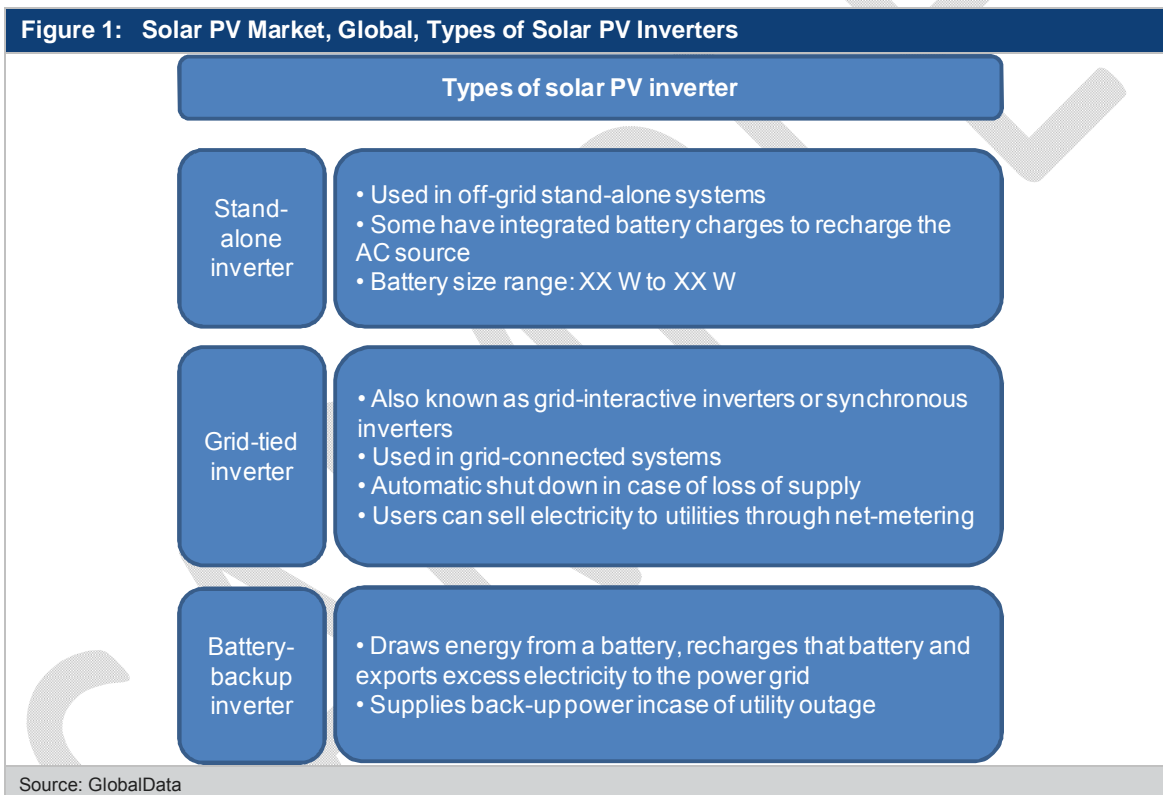 Figure 1: Solar PV Market, Global, Types of Solar PV Inverters
Types of solar PV inverter
Stand-
alone
inverter
• Used in off-grid stand-alone systems
• Some have integrated battery charges to recharge the
AC source
• Battery size range: XX W to XX W
Grid-tied
inverter
• Also known as grid-interactive inverters or synchronous
inverters
• Used in grid-connected systems
• Automatic shut down in case of loss of supply
• Users can sell electricity to utilities through net-metering
Battery-
backup
inverter
• Draws energy from a battery, recharges that battery and
exports excess electricity to the power grid
• Supplies back-up power incase of utility outage
Source: GlobalData